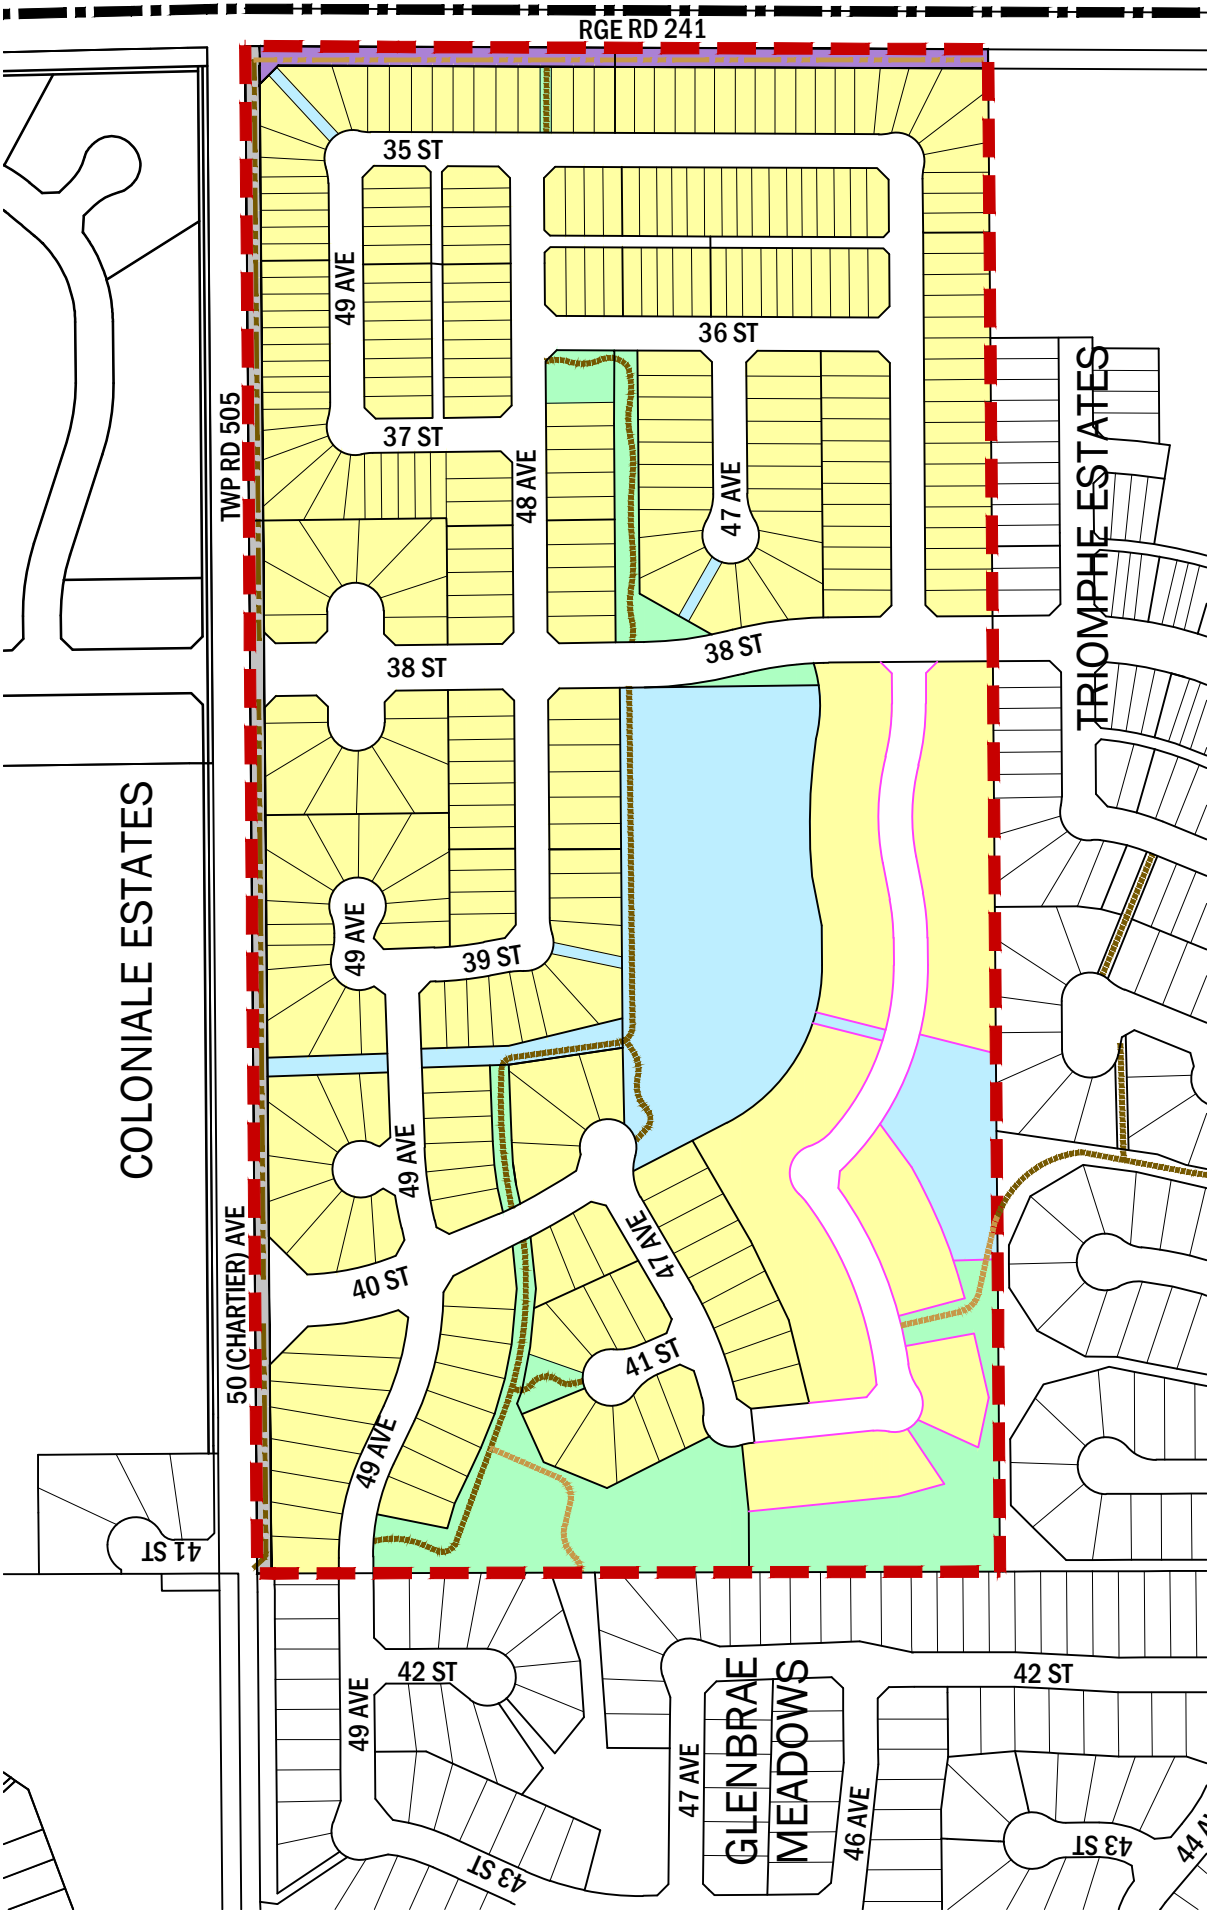 RGE RD 241
35 ST
49 AVE
36 ST
TRIOMPHE ESTATES
TWP RD 505
37 ST
48 AVE
47 AVE
38 ST
38 ST
COLONIALE ESTATES
49 AVE
39 ST
49 AVE
47 AVE
50 (CHARTIER) AVE
40 ST
41 ST
49 AVE
41 ST
42 ST
49 AVE
GLENBRAE
MEADOWS
42 ST
47 AVE
46 AVE
43 ST
43 ST